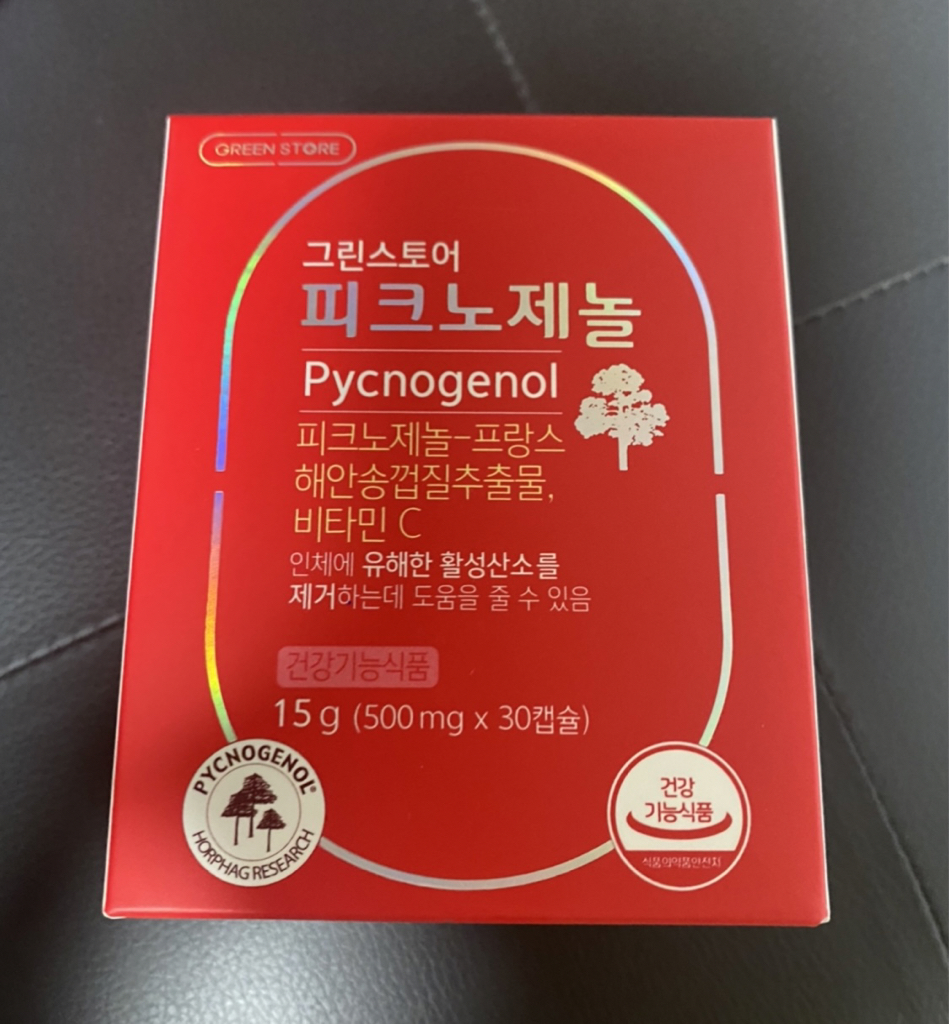 GREEN STORE
그린스토어
피크노제놀
Pycnogenol
피크노제놀-프랑스
해안송껍질추출물,
비타민 C
인체에 유해한 활성산소를
제거하는데 도움을 줄 수 있음
건강기능식품
15 g (500 mg x 30캡슐)
PYCNOGENOL®
HORPHAG RESEARCH
건강
기능식품
식품의약품안전처